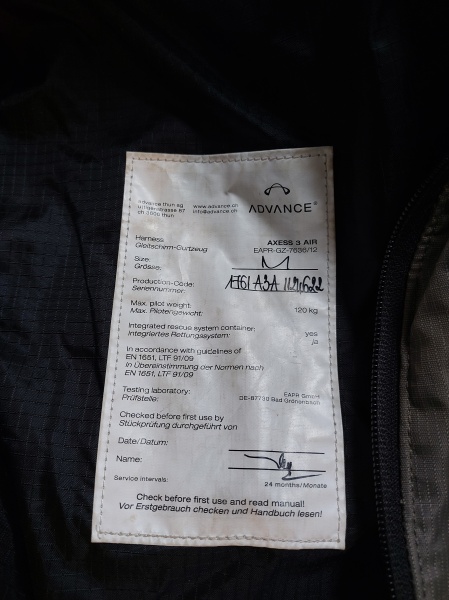 advance thun ag www.advance.ch
uttigenstrasse 87 info@advance.ch
ch 3600 thun
ADVANCE®
Harness AXESS 3 AIR
Gleitschirm-Gurtzeug EAPR-GZ-7636/12
Size: M
Grösse:
Production-Code:
Seriennummer:
Max. pilot weight: 120 kg
Max. Pilotengewicht:
Integrated rescue system container: yes
Integriertes Rettungssystem: ja
In accordance with guidelines of
EN 1651, LTF 91/09
In Übereinstimmung der Normen nach
EN 1651, LTF 91/09
Testing laboratory: EAPR GmbH
Prüfstelle: DE-87730 Bad Grönenbach
Checked before first use by
Stückprüfung durchgeführt von
Date/Datum:
Name:
Service intervals: 24 months/Monate
Check before first use and read manual!
Vor Erstgebrauch checken und Handbuch lesen!